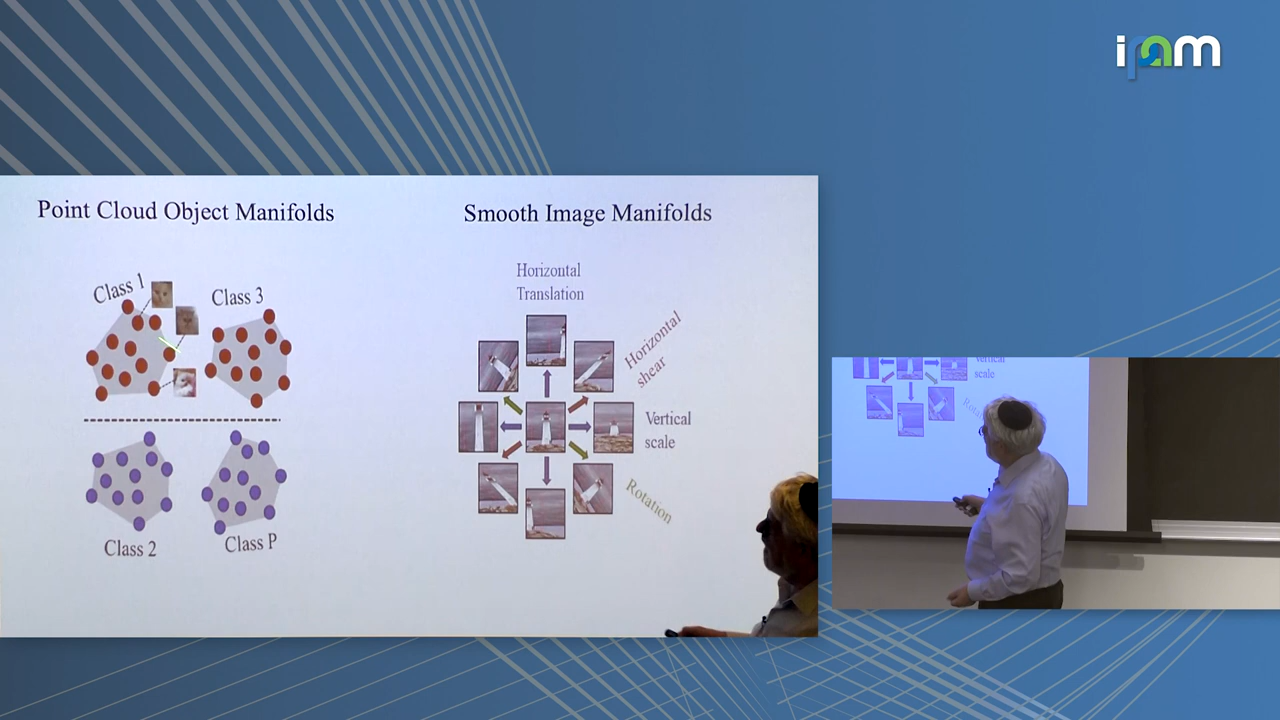 ipam
Point Cloud Object Manifolds
Smooth Image Manifolds
Class 1
Class 3
Class 2
Class P
Horizontal
Translation
Horizontal
shear
Vertical
scale
Rotation
vertical
scale